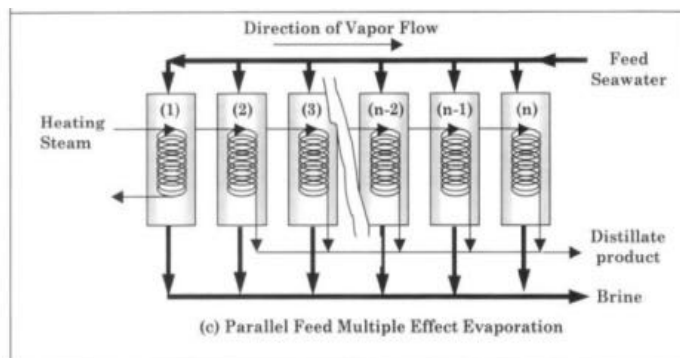 Direction of Vapor Flow
Feed
Seawater
(1) (2) (3) (n-2) (n-1) (n)
Heating
Steam
Distillate
product
Brine
(c) Parallel Feed Multiple Effect Evaporation